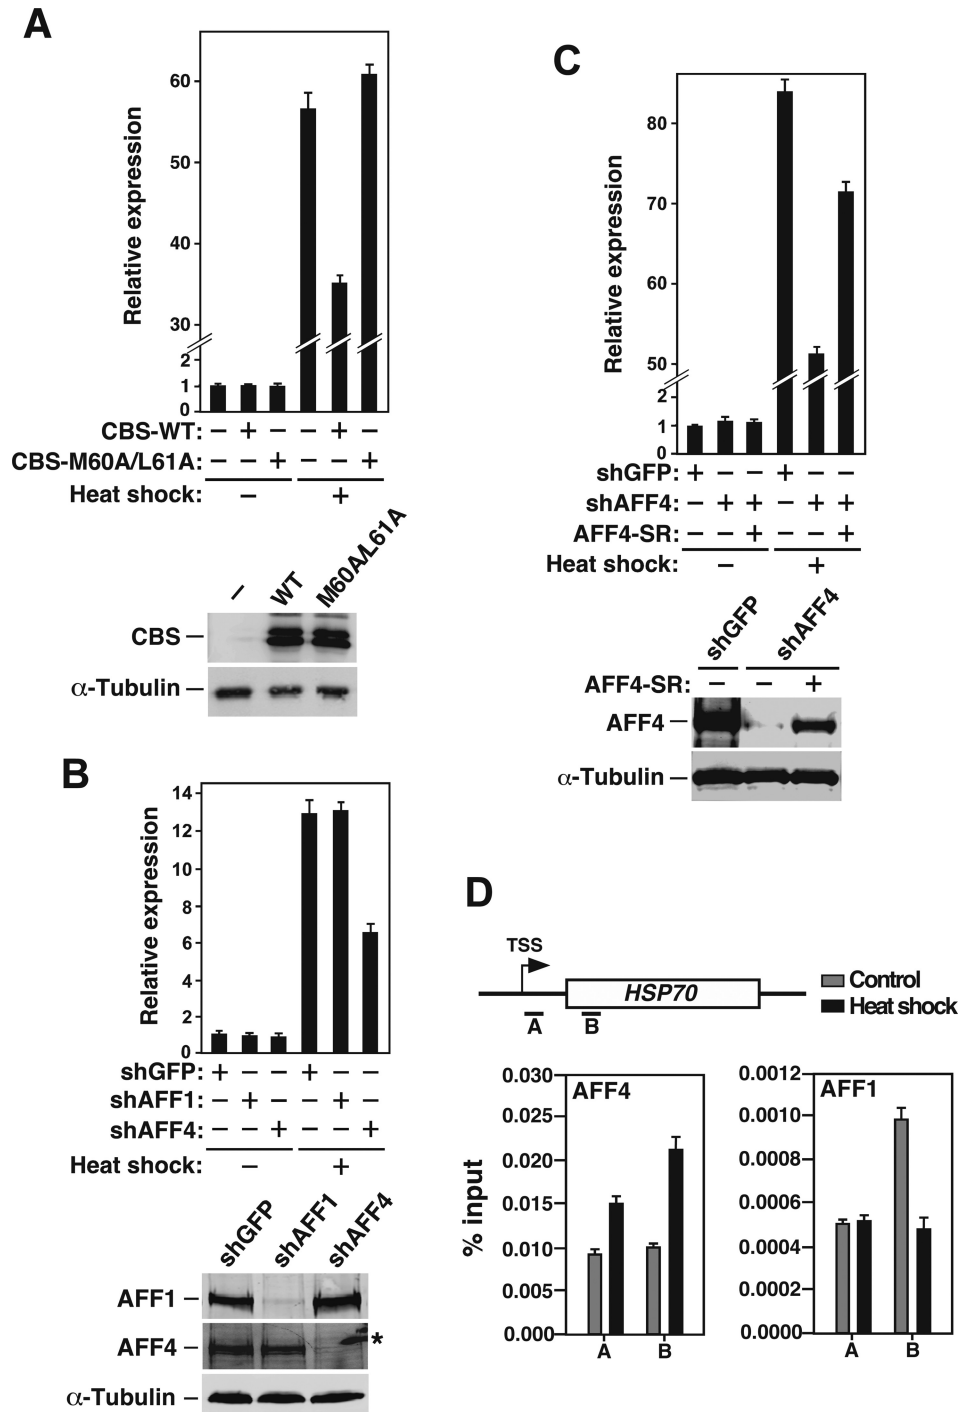 A
Relative expression
60
50
40
30
2
1
0
CBS-WT: – + – – + –
CBS-M60A/L61A: – – + – – +
Heat shock: – +
– WT M60A/L61A
CBS –
α-Tubulin –
B
Relative expression
14
12
10
8
6
4
2
0
shGFP: + – – + – –
shAFF1: – + – – + –
shAFF4: – – + – – +
Heat shock: – +
shGFP shAFF1 shAFF4
AFF1 –
AFF4 – *
α-Tubulin –
C
Relative expression
80
70
60
50
2
1
0
shGFP: + – – + – –
shAFF4: – + + – + +
AFF4-SR: – – + – – +
Heat shock: – +
shGFP shAFF4
AFF4-SR: – – +
AFF4 –
α-Tubulin –
D
TSS
HSP70
A B
Control
Heat shock
% input
AFF4
0.030
0.025
0.020
0.015
0.010
0.005
0.000
A B
AFF1
0.0012
0.0010
0.0008
0.0006
0.0004
0.0002
0.0000
A B